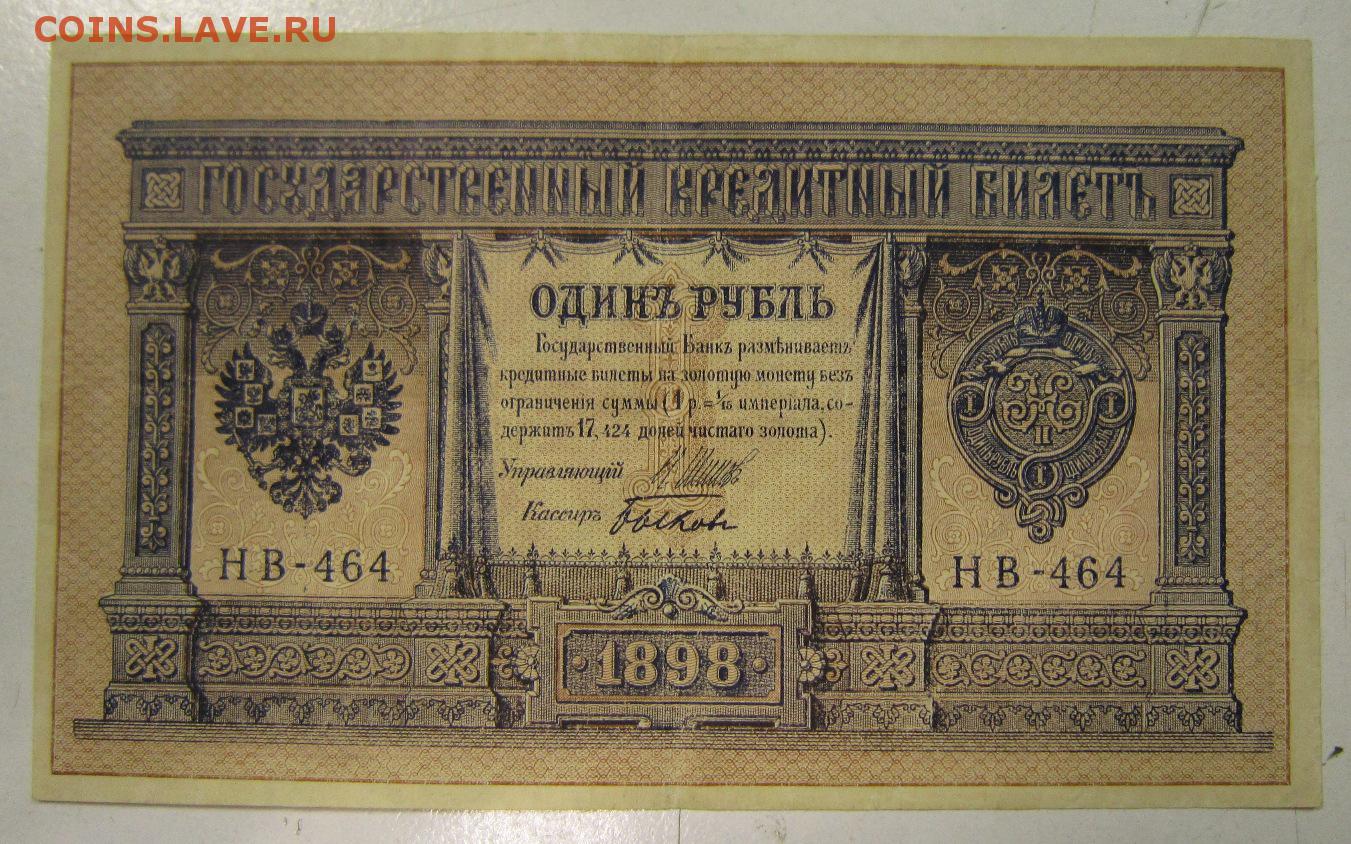 COINS.LAVE.RU
ГОСУДАРСТВЕННЫЙ КРЕДИТНЫЙ БИЛЕТЪ
ОДИНЪ РУБЛЬ
Государственный Банкъ размѣниваетъ
кредитные билеты на золотую монету безъ
ограниченія суммы (1 р.=1/15 имперіала, со-
держитъ 17,424 долей чистаго золота).
Управляющій
Кассиръ Быковъ
НВ-464
НВ-464
1898